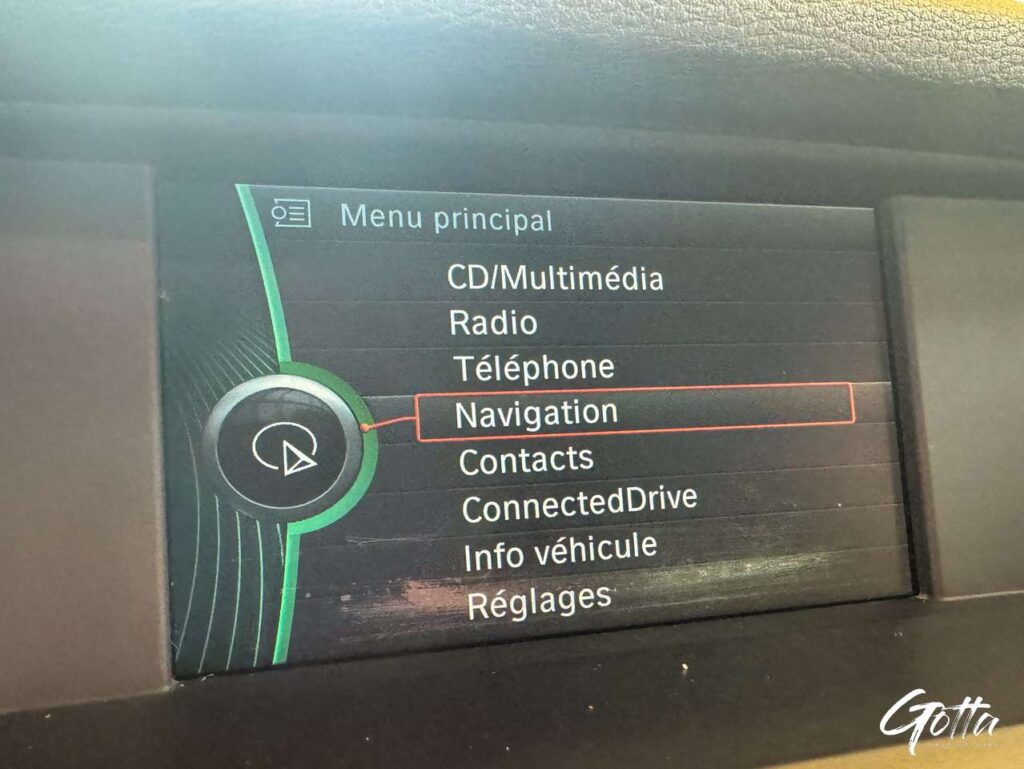 Menu principal
CD/Multimédia
Radio
Téléphone
Navigation
Contacts
ConnectedDrive
Info véhicule
Réglages
Gotta